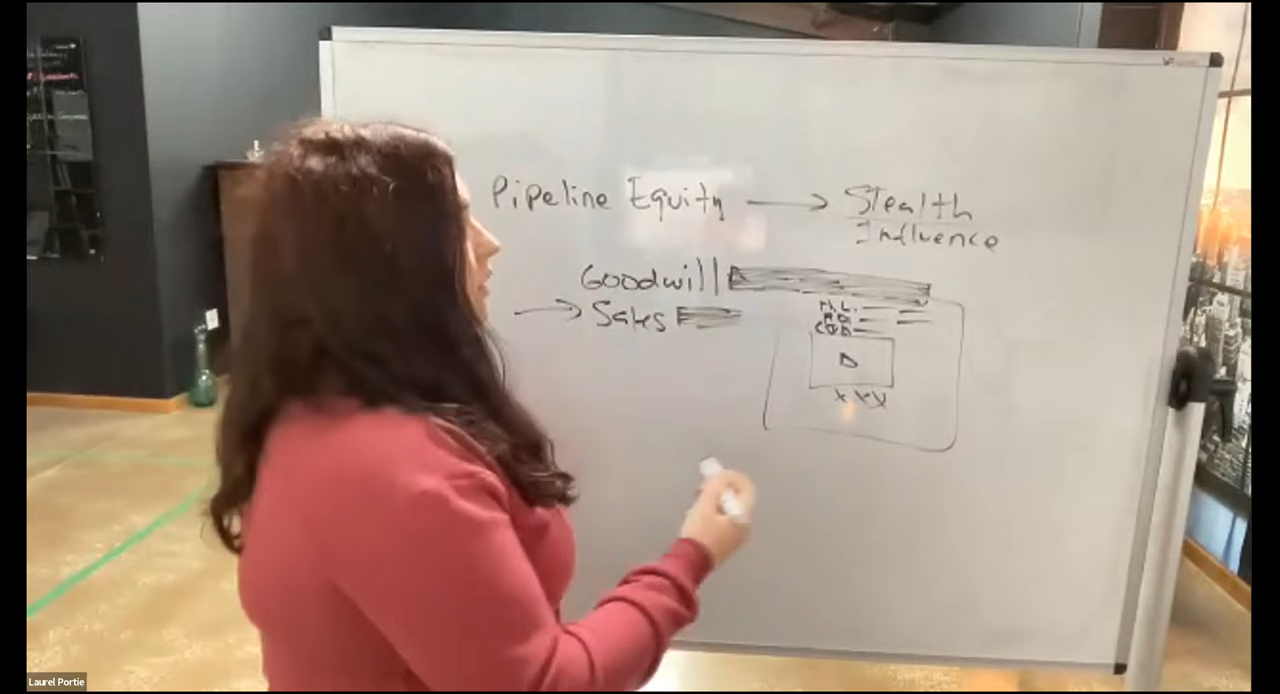 Pipeline Equity → Stealth
Influence
Goodwill
→ Sales
x x x
Laurel Portie